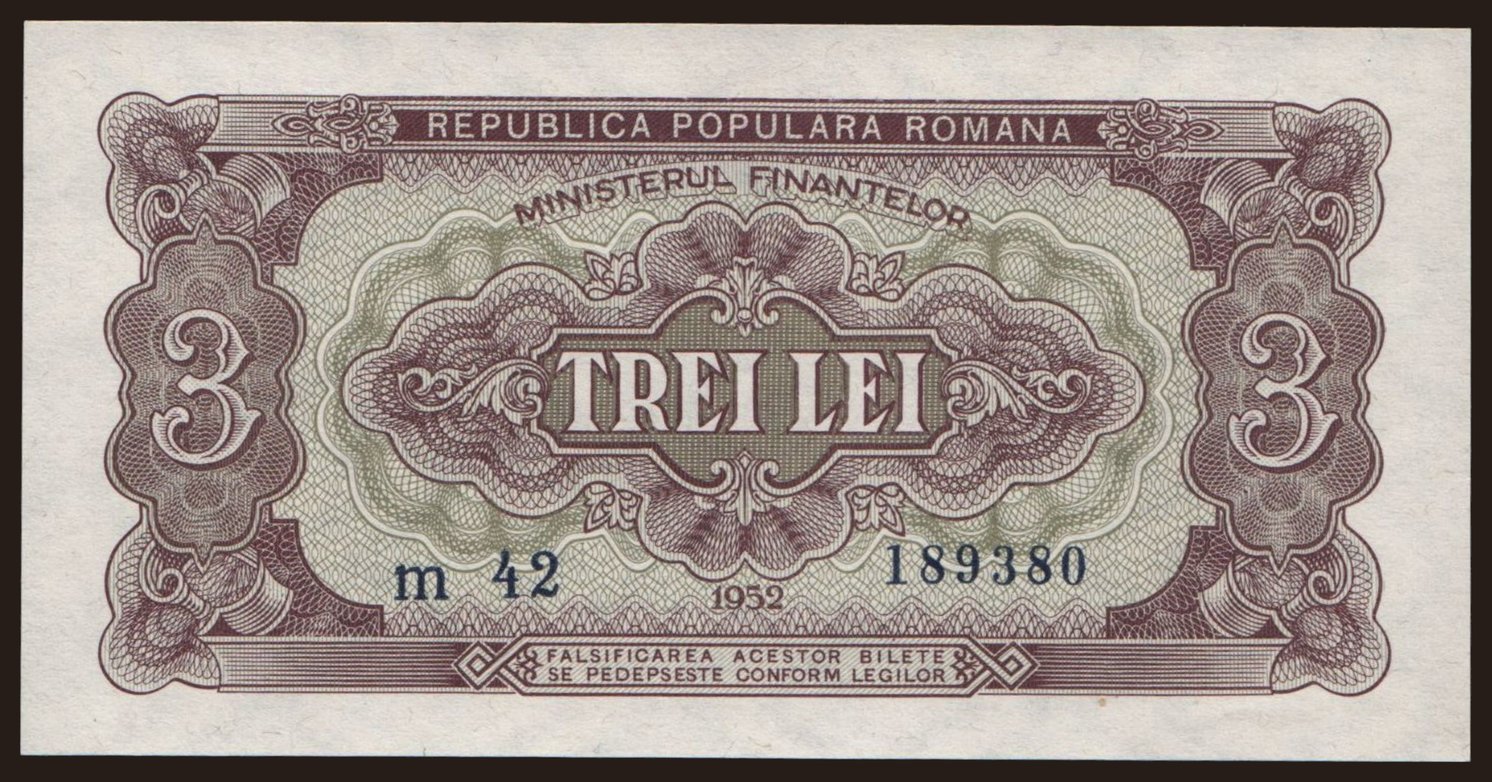 REPUBLICA POPULARA ROMANA
MINISTERUL FINANTELOR
3 TREI LEI 3
m 42 189380
1952
FALSIFICAREA ACESTOR BILETE
SE PEDEPSESTE CONFORM LEGILOR